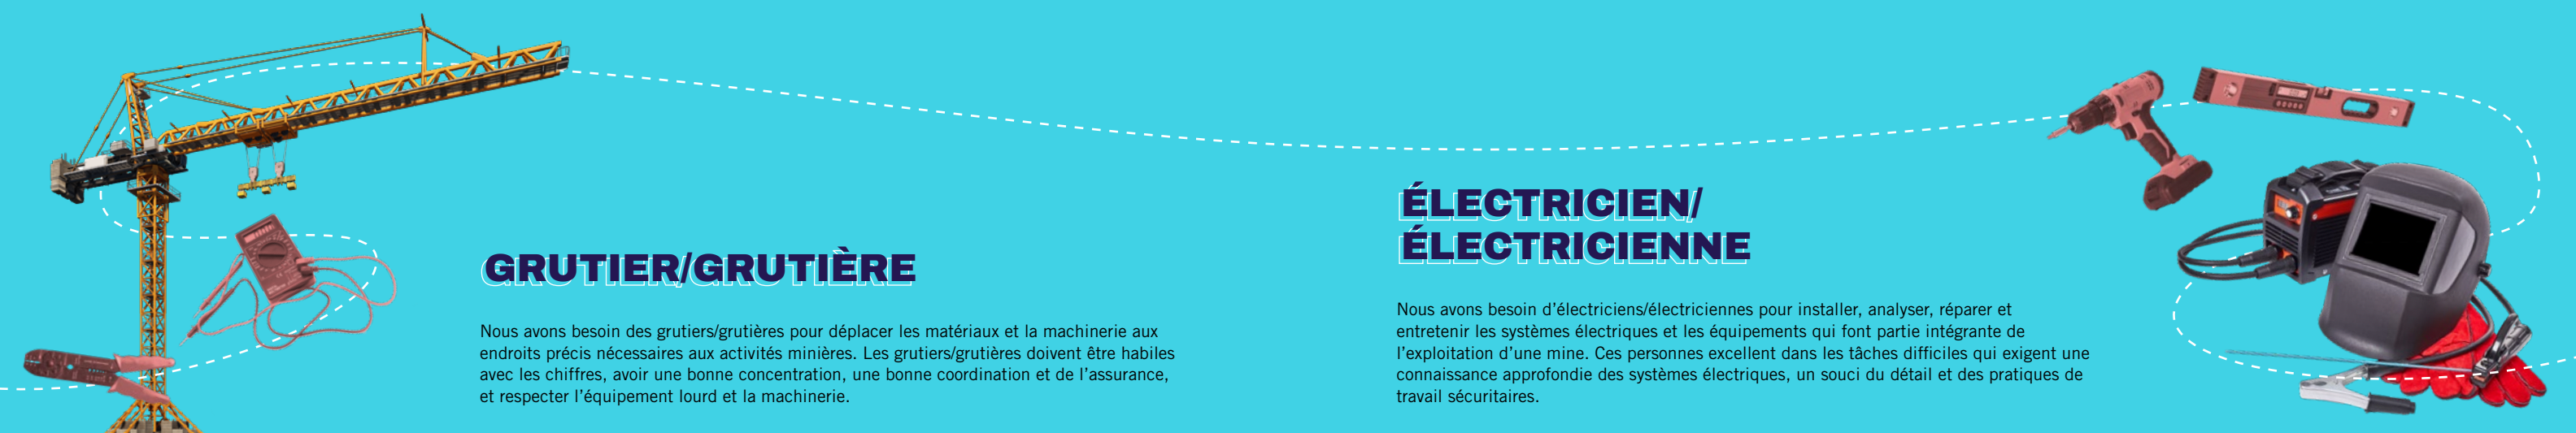 GRUTIER/GRUTIÈRE
Nous avons besoin des grutiers/grutières pour déplacer les matériaux et la machinerie aux
endroits précis nécessaires aux activités minières. Les grutiers/grutières doivent être habiles
avec les chiffres, avoir une bonne concentration, une bonne coordination et de l'assurance,
et respecter l'équipement lourd et la machinerie.
ÉLECTRICIEN/
ÉLECTRICIENNE
Nous avons besoin d'électriciens/électriciennes pour installer, analyser, réparer et
entretenir les systèmes électriques et les équipements qui font partie intégrante de
l'exploitation d'une mine. Ces personnes excellent dans les tâches difficiles qui exigent une
connaissance approfondie des systèmes électriques, un souci du détail et des pratiques de
travail sécuritaires.